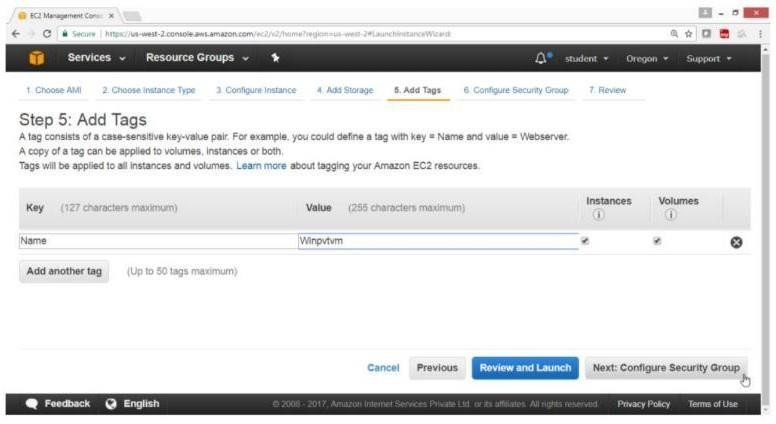 EC2 Management Consol
Secure https://us-west-2.console.aws.amazon.com/ec2/v2/home?region=us-west-2#LaunchInstanceWizard:
Services Resource Groups student Oregon Support
1. Choose AMI 2. Choose Instance Type 3. Configure Instance 4. Add Storage 5. Add Tags 6. Configure Security Group 7. Review
Step 5: Add Tags
A tag consists of a case-sensitive key-value pair. For example, you could define a tag with key = Name and value = Webserver.
A copy of a tag can be applied to volumes, instances or both.
Tags will be applied to all instances and volumes. Learn more about tagging your Amazon EC2 resources.
Key (127 characters maximum) Value (255 characters maximum) Instances Volumes
Name Winpvtvm
Add another tag (Up to 50 tags maximum)
Cancel Previous Review and Launch Next: Configure Security Group
Feedback English © 2008 - 2017, Amazon Internet Services Private Ltd. or its affiliates. All rights reserved. Privacy Policy Terms of Use